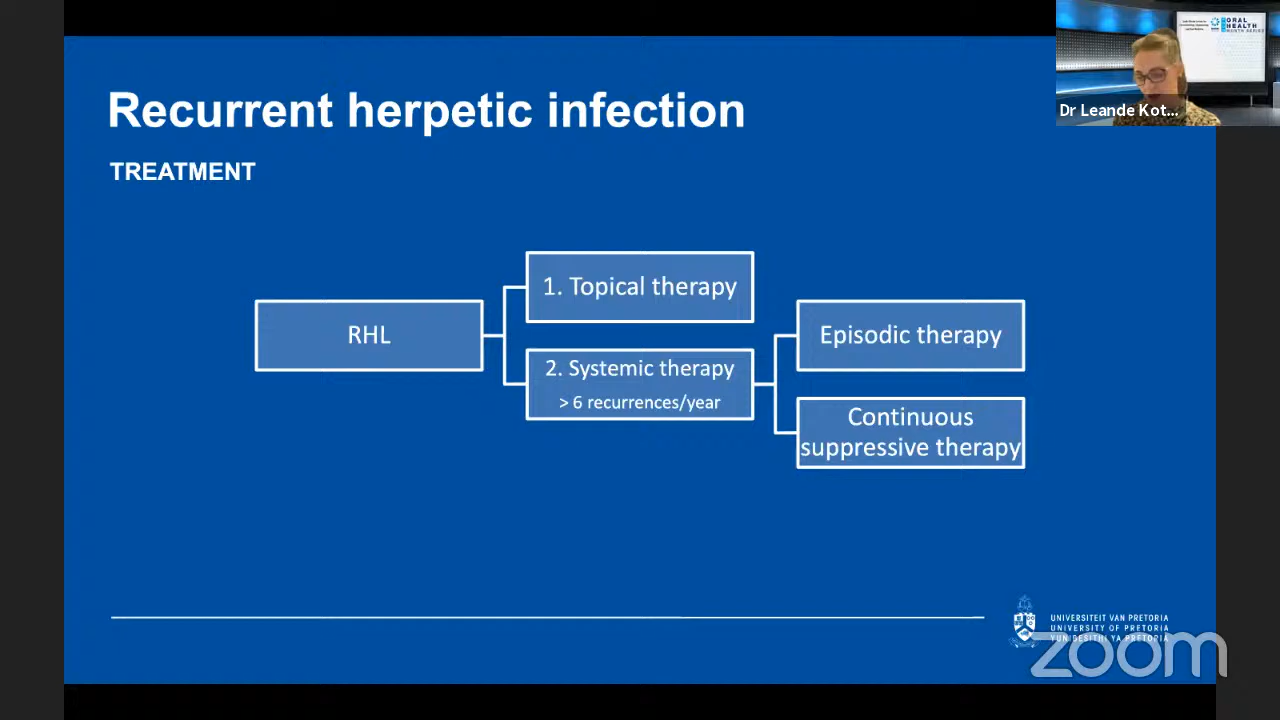 Recurrent herpetic infection
TREATMENT
RHL
1. Topical therapy
2. Systemic therapy
> 6 recurrences/year
Episodic therapy
Continuous
suppressive therapy
ORAL
HEALTH
Dr Leande Kot...
UNIVERSITEIT VAN PRETORIA
UNIVERSITY OF PRETORIA
YUNIBESITHI YA PRETORIA
zoom